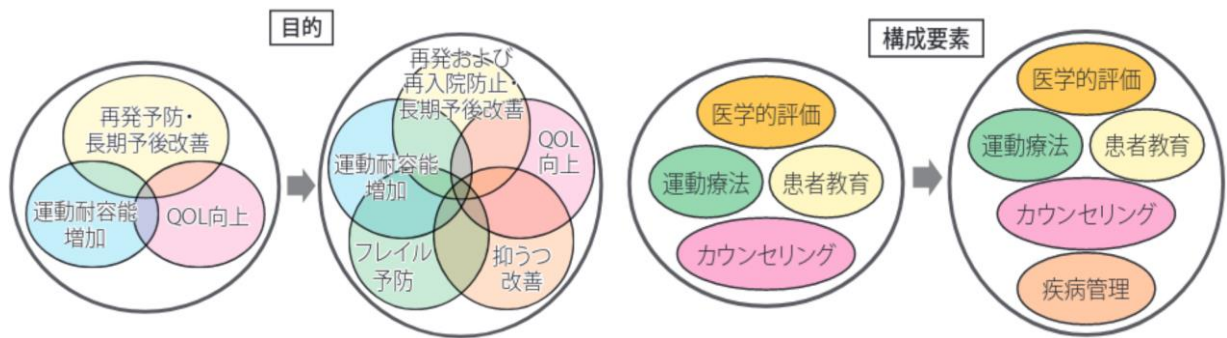 目的
再発予防・
長期予後改善
運動耐容能
増加
QOL向上
再発および
再入院防止・
長期予後改善
運動耐容能
増加
QOL
向上
フレイル
予防
抑うつ
改善
構成要素
医学的評価
運動療法
患者教育
カウンセリング
医学的評価
運動療法
患者教育
カウンセリング
疾病管理